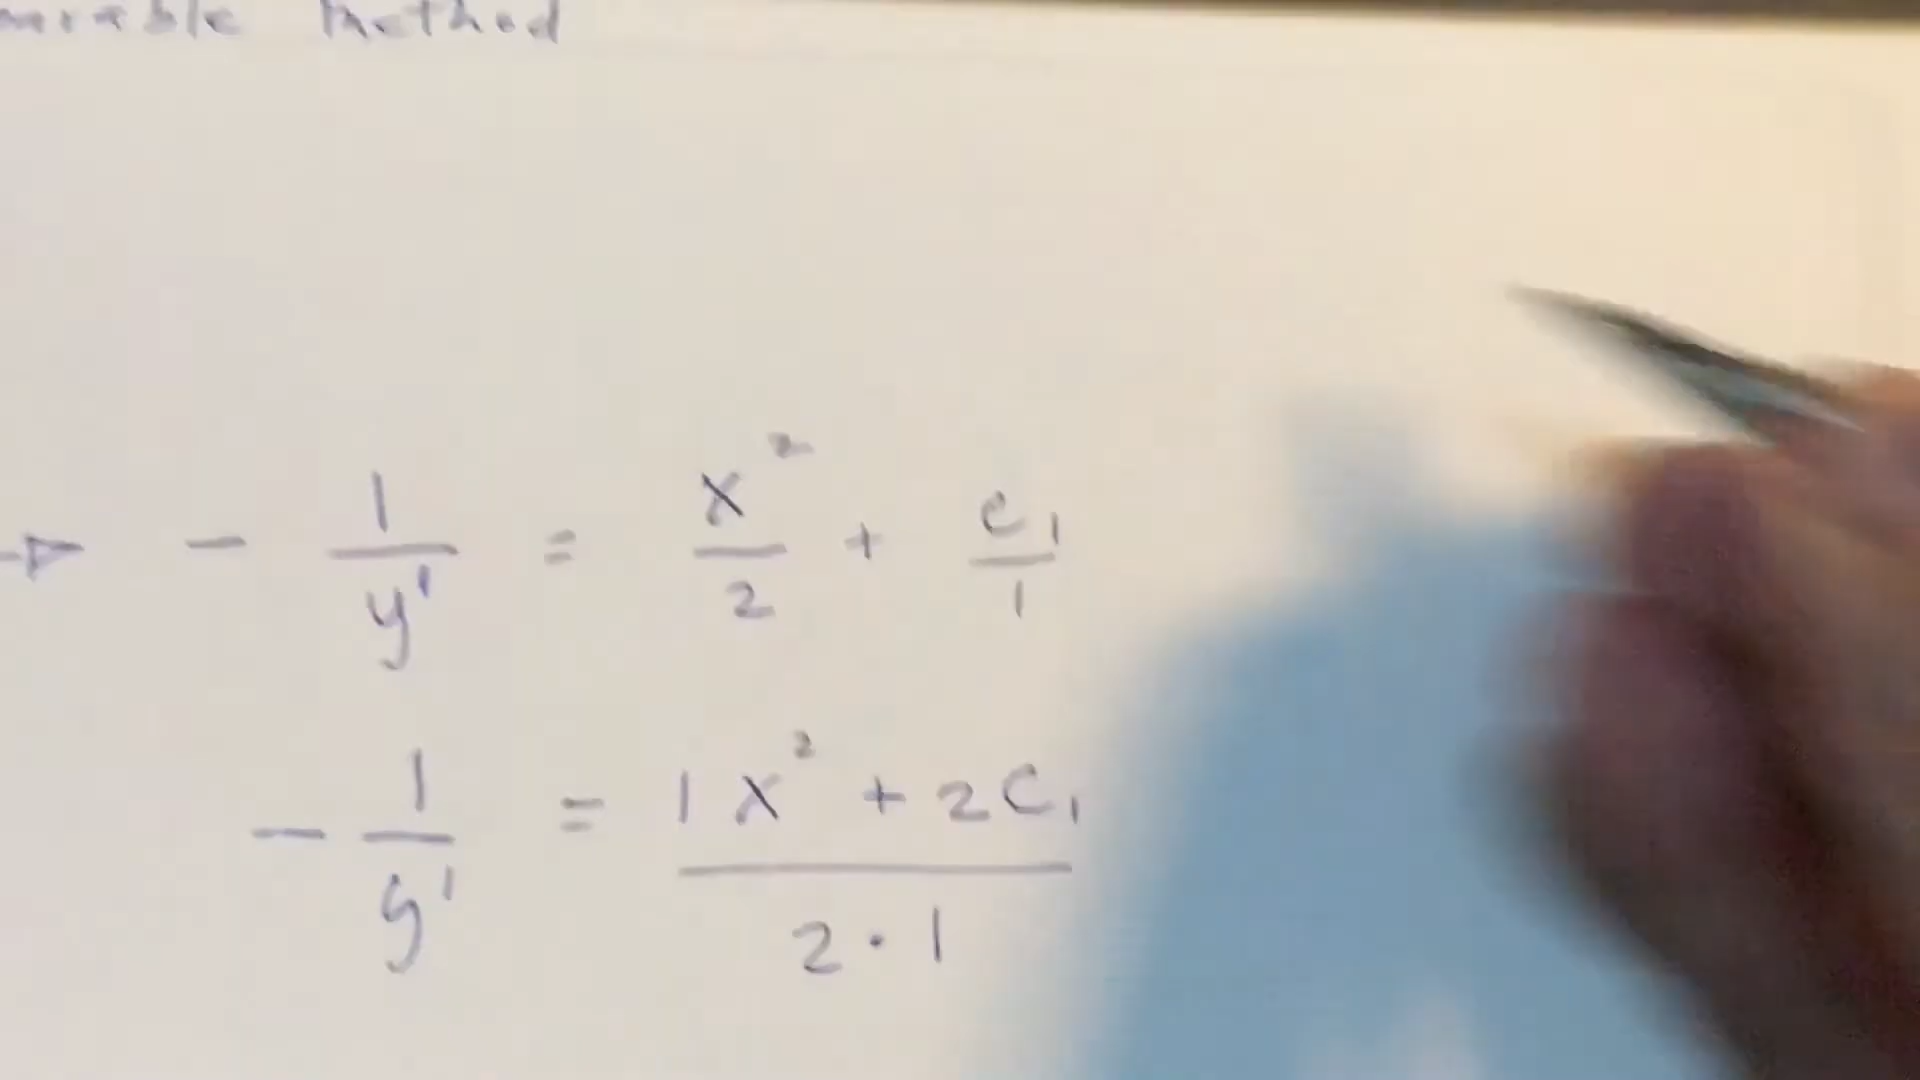 method
- 1/y' = x²/2 + c₁/1
- 1/y' = 1x² + 2C₁ / 2·1